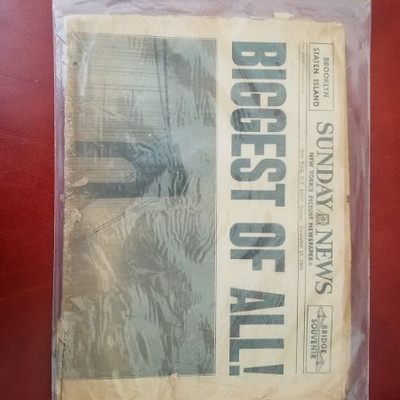 BROOKLYN
STATEN ISLAND
SUNDAY NEWS
NEW YORK'S PICTURE NEWSPAPER
BRIDGE
SOUVENIR
BIGGEST OF ALL!